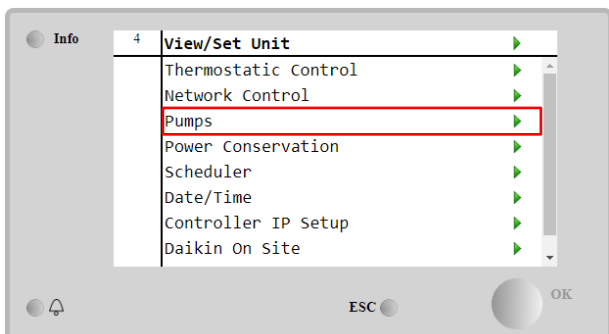 Info
4 View/Set Unit
Thermostatic Control
Network Control
Pumps
Power Conservation
Scheduler
Date/Time
Controller IP Setup
Daikin On Site
ESC
OK